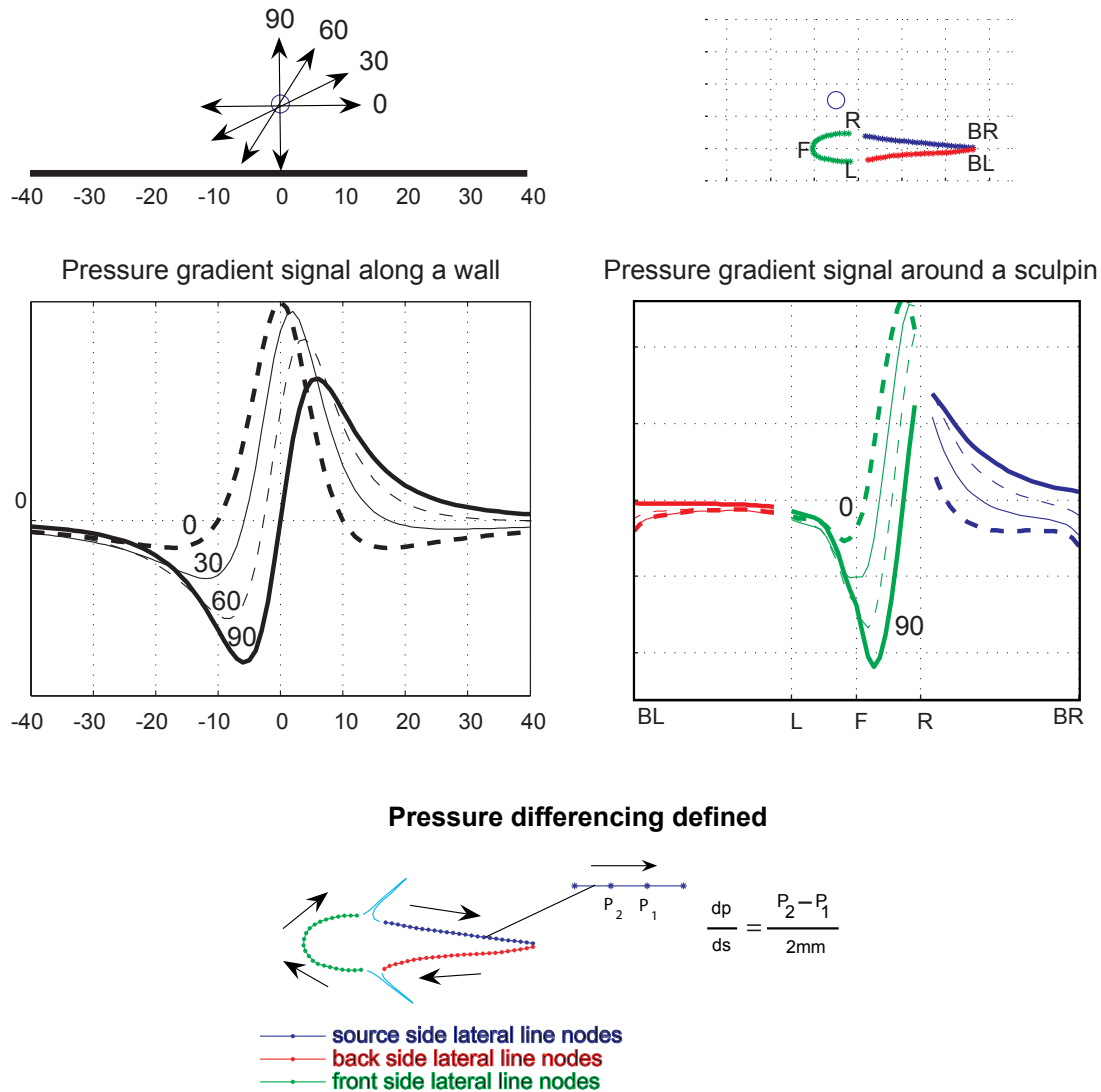 90
60
30
0
-40 -30 -20 -10 0 10 20 30 -40
R
F
BR
BL
L
Pressure gradient signal along a wall
0
0
30
60
90
-40 -30 -20 -10 0 10 20 30 40
Pressure gradient signal around a sculpin
0
90
BL L F R BR
Pressure differencing defined
P2 P1
dp/ds = P2–P1/2mm
source side lateral line nodes
back side lateral line nodes
front side lateral line nodes